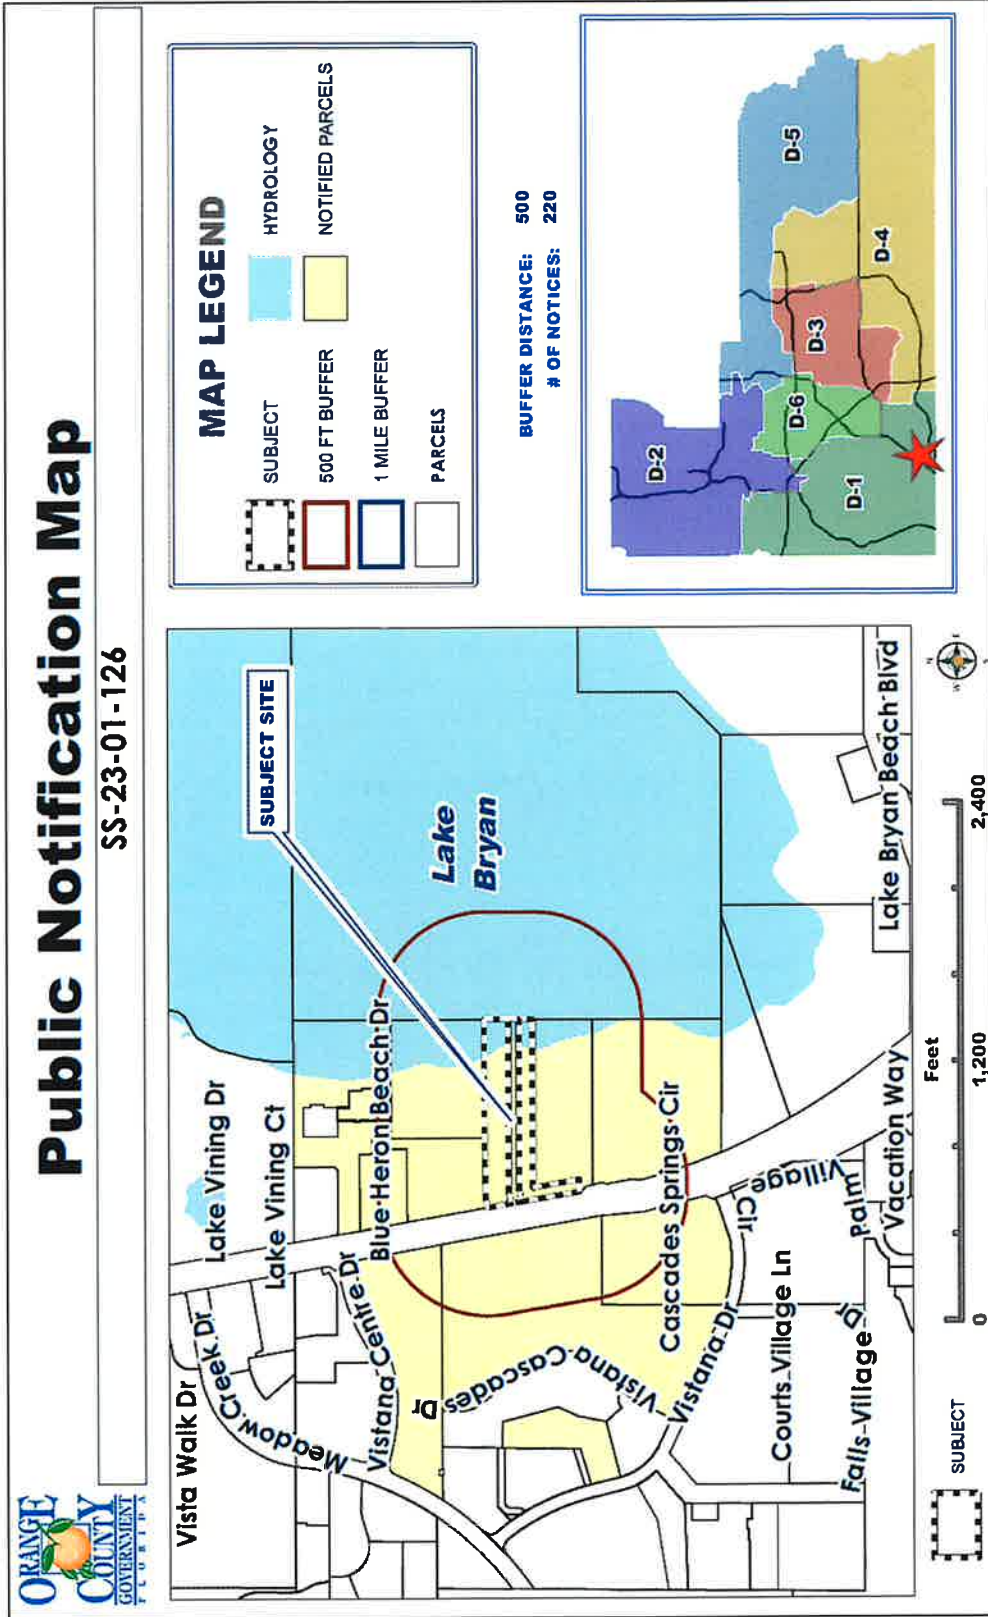 ORANGE
COUNTY
GOVERNMENT
FLORIDA
Public Notification Map
SS-23-01-126
Vista Walk Dr
Meadow Creek Dr
Lake Vining Dr
Lake Vining Ct
Vistana Centre Dr
Blue Heron Beach Dr
SUBJECT SITE
Lake
Bryan
Vistana Cascades
Dr
Cascades Springs Cir
Vistana Dr
Village
Cir
Courts Village Ln
Palm
Falls Village
Dr
Vacation Way
Lake Bryan Beach Blvd
MAP LEGEND
SUBJECT
HYDROLOGY
500 FT BUFFER
NOTIFIED PARCELS
1 MILE BUFFER
PARCELS
BUFFER DISTANCE: 500
# OF NOTICES: 220
D-2
D-5
D-6
D-3
D-1
D-4
SUBJECT
Feet
0
1,200
2,400
N
W
E
S